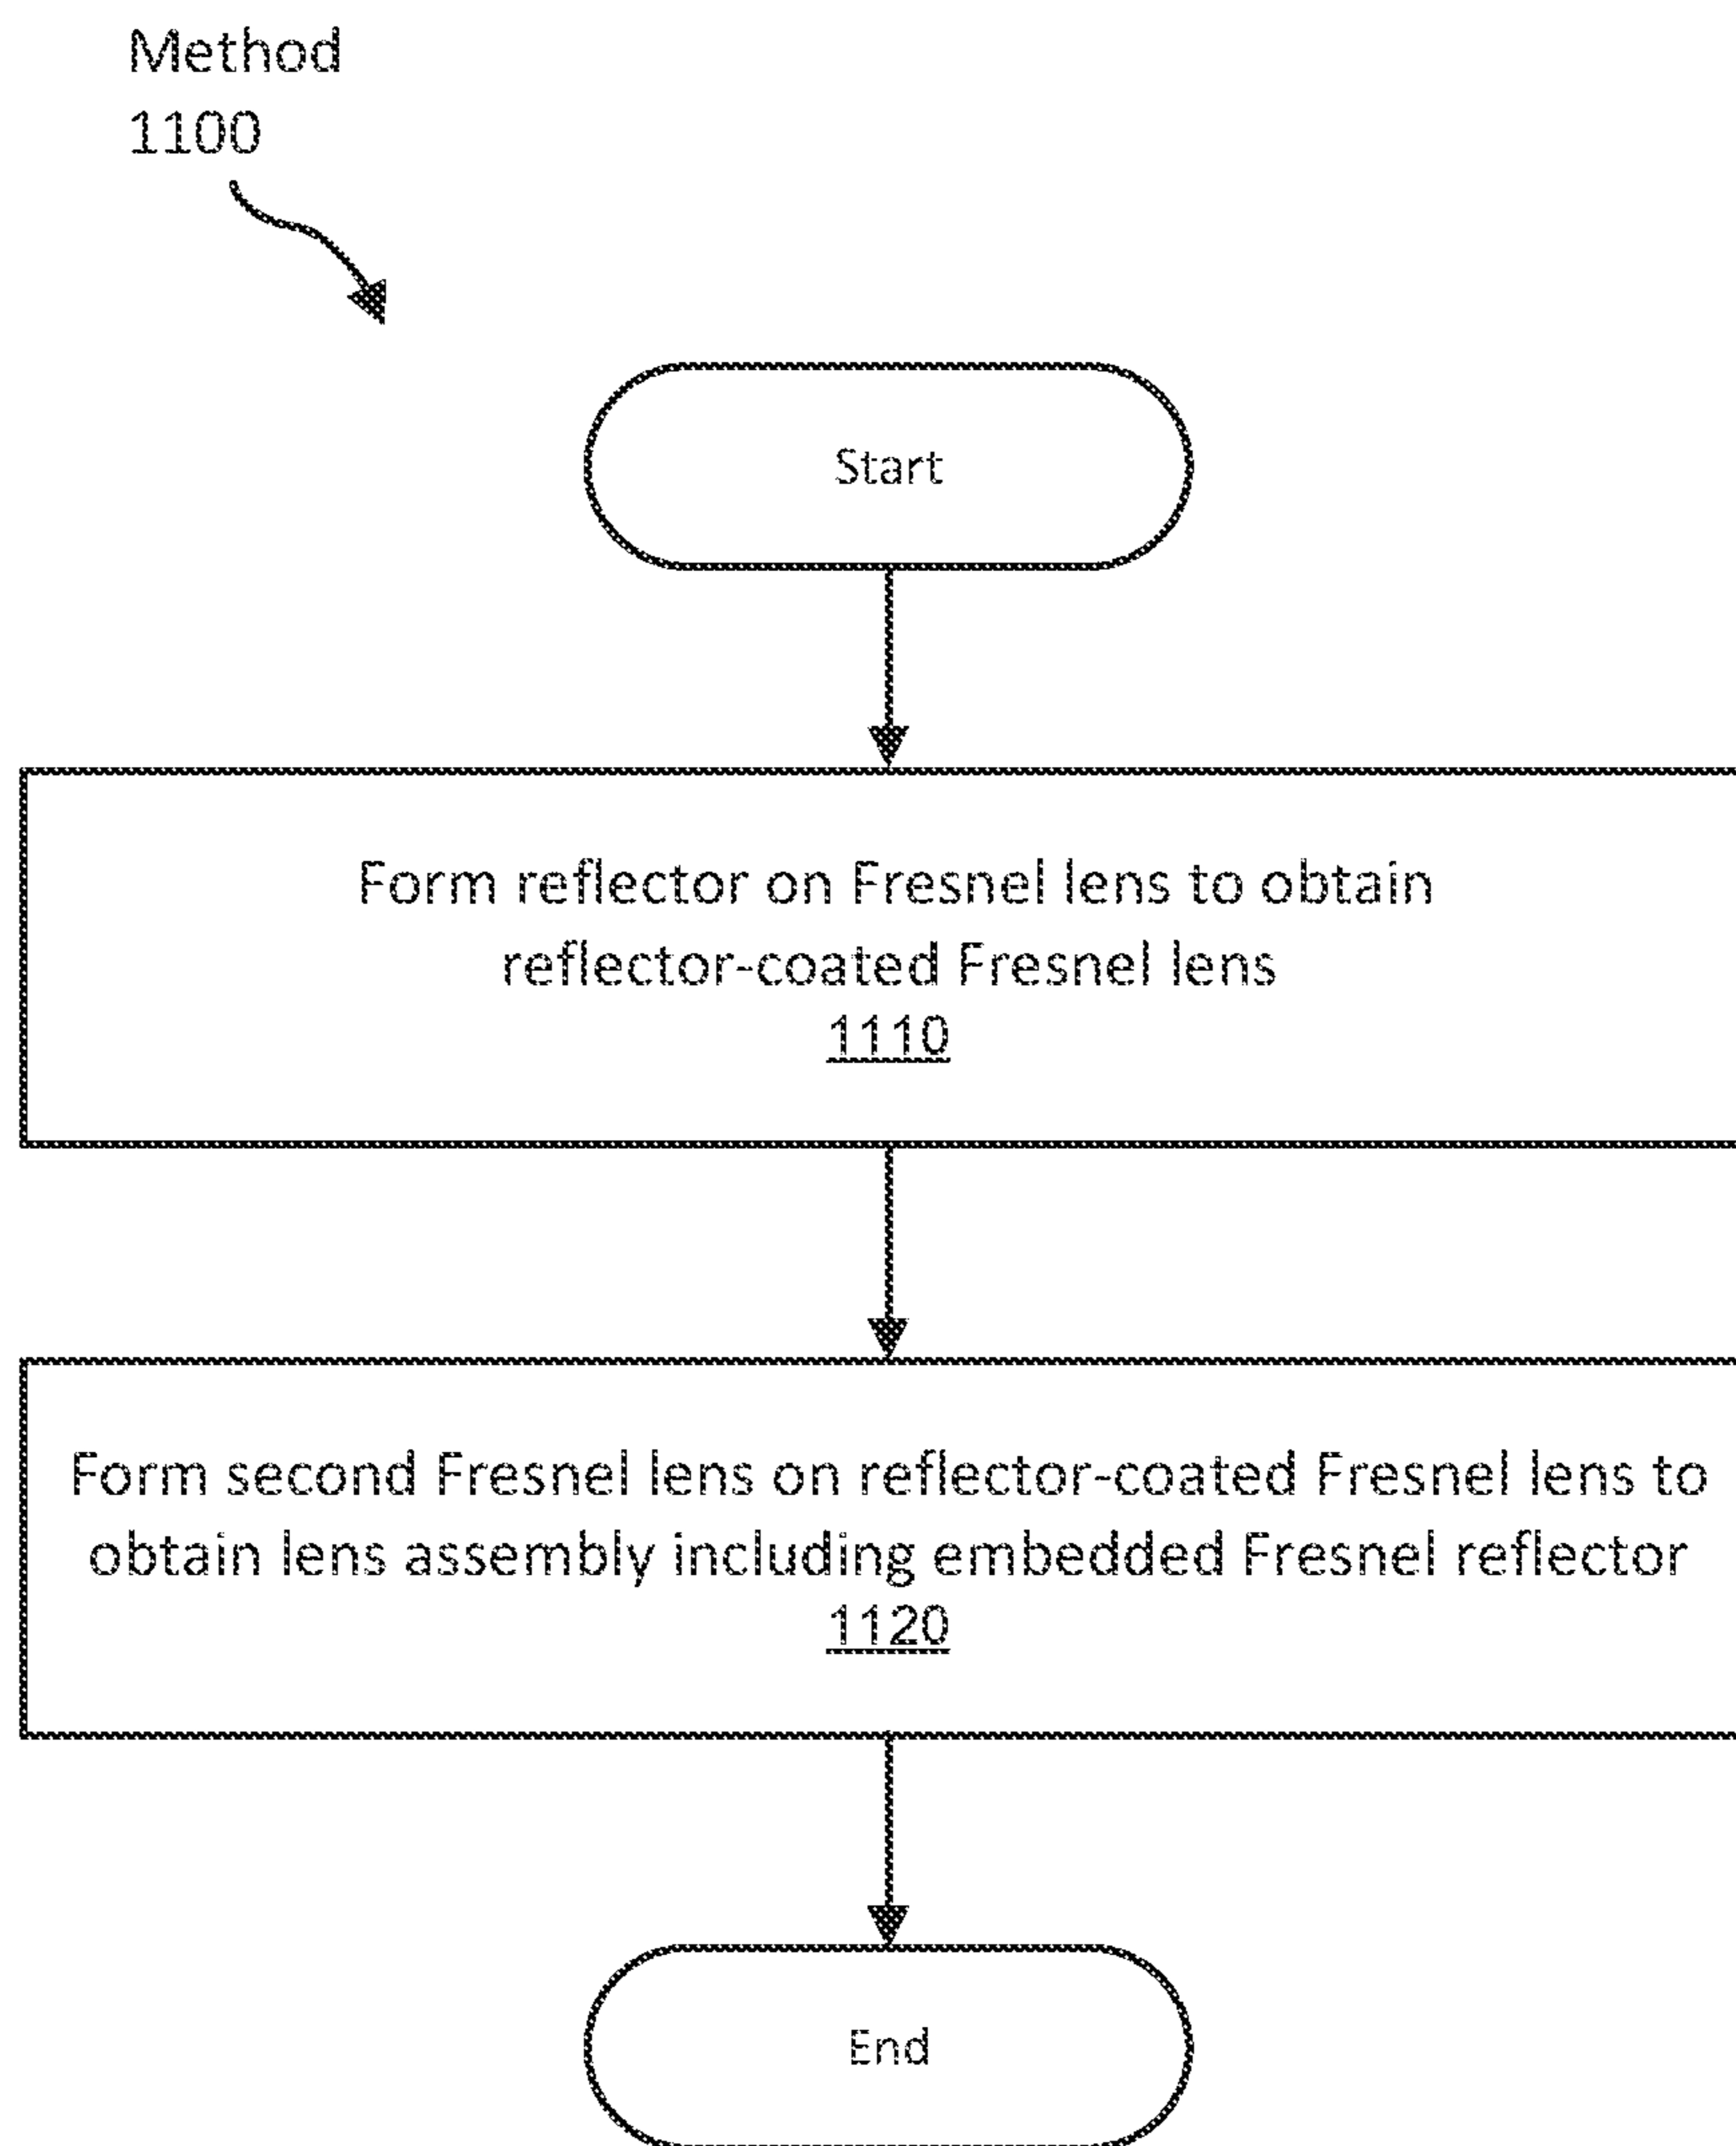 Method
1100
Start
Form reflector on Fresnel lens to obtain
reflector-coated Fresnel lens
1110
Form second Fresnel lens on reflector-coated Fresnel lens to
obtain lens assembly including embedded Fresnel reflector
1120
End